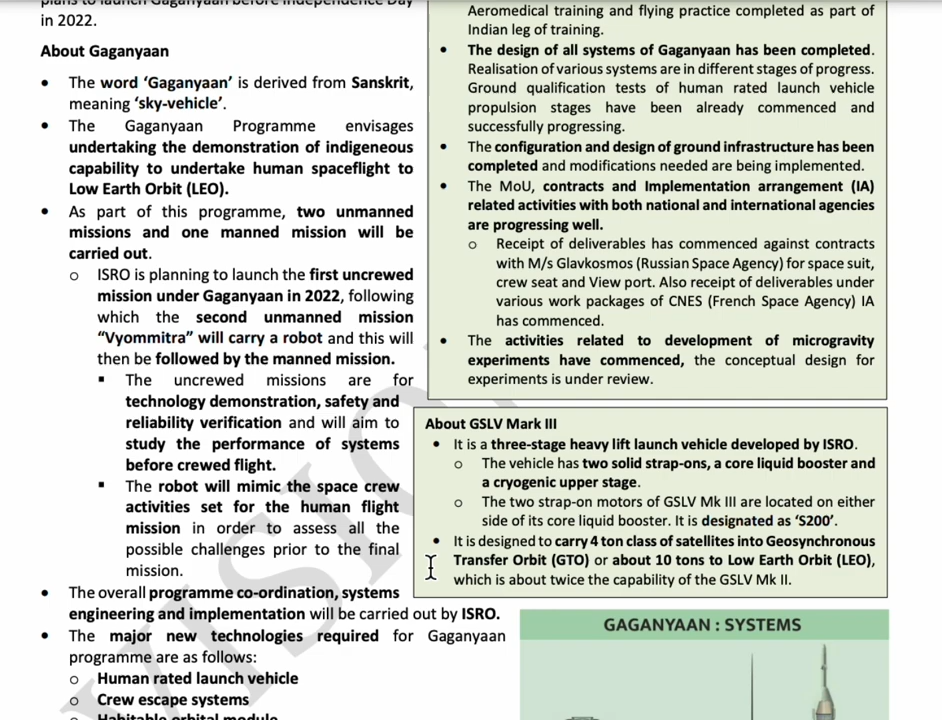 plans to launch Gaganyaan before Independence Day
in 2022.
About Gaganyaan
• The word ‘Gaganyaan’ is derived from Sanskrit,
meaning ‘sky-vehicle’.
• The Gaganyaan Programme envisages
undertaking the demonstration of indigeneous
capability to undertake human spaceflight to
Low Earth Orbit (LEO).
• As part of this programme, two unmanned
missions and one manned mission will be
carried out.
o ISRO is planning to launch the first uncrewed
mission under Gaganyaan in 2022, following
which the second unmanned mission
“Vyommitra” will carry a robot and this will
then be followed by the manned mission.
▪ The uncrewed missions are for
technology demonstration, safety and
reliability verification and will aim to
study the performance of systems
before crewed flight.
▪ The robot will mimic the space crew
activities set for the human flight
mission in order to assess all the
possible challenges prior to the final
mission.
• The overall programme co-ordination, systems
engineering and implementation will be carried out by ISRO.
• The major new technologies required for Gaganyaan
programme are as follows:
o Human rated launch vehicle
o Crew escape systems
o Habitable orbital module
Aeromedical training and flying practice completed as part of
Indian leg of training.
• The design of all systems of Gaganyaan has been completed.
Realisation of various systems are in different stages of progress.
Ground qualification tests of human rated launch vehicle
propulsion stages have been already commenced and
successfully progressing.
• The configuration and design of ground infrastructure has been
completed and modifications needed are being implemented.
• The MoU, contracts and Implementation arrangement (IA)
related activities with both national and international agencies
are progressing well.
o Receipt of deliverables has commenced against contracts
with M/s Glavkosmos (Russian Space Agency) for space suit,
crew seat and View port. Also receipt of deliverables under
various work packages of CNES (French Space Agency) IA
has commenced.
• The activities related to development of microgravity
experiments have commenced, the conceptual design for
experiments is under review.
About GSLV Mark III
• It is a three-stage heavy lift launch vehicle developed by ISRO.
o The vehicle has two solid strap-ons, a core liquid booster and
a cryogenic upper stage.
o The two strap-on motors of GSLV Mk III are located on either
side of its core liquid booster. It is designated as ‘S200’.
• It is designed to carry 4 ton class of satellites into Geosynchronous
Transfer Orbit (GTO) or about 10 tons to Low Earth Orbit (LEO),
which is about twice the capability of the GSLV Mk II.
GAGANYAAN : SYSTEMS
VISIO